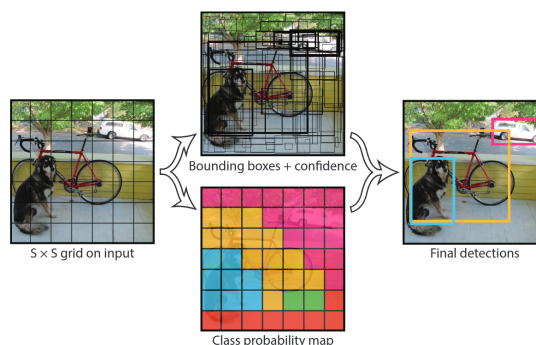 Bounding boxes + confidence
S × S grid on input
Final detections
Class probability map